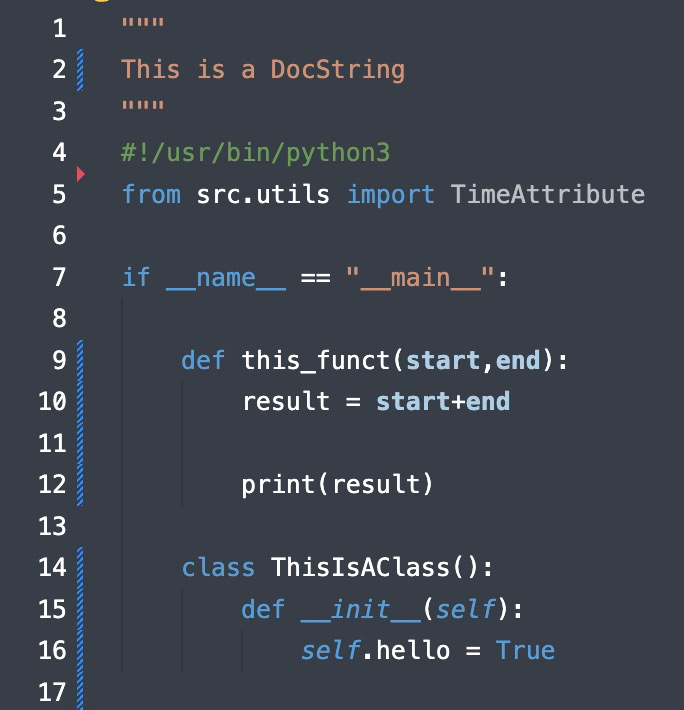 1 """
2 This is a DocString
3 """
4 #!/usr/bin/python3
5 from src.utils import TimeAttribute
6
7 if __name__ == "__main__":
8
9     def this_funct(start,end):
10         result = start+end
11
12         print(result)
13
14     class ThisIsAClass():
15         def __init__(self):
16             self.hello = True
17